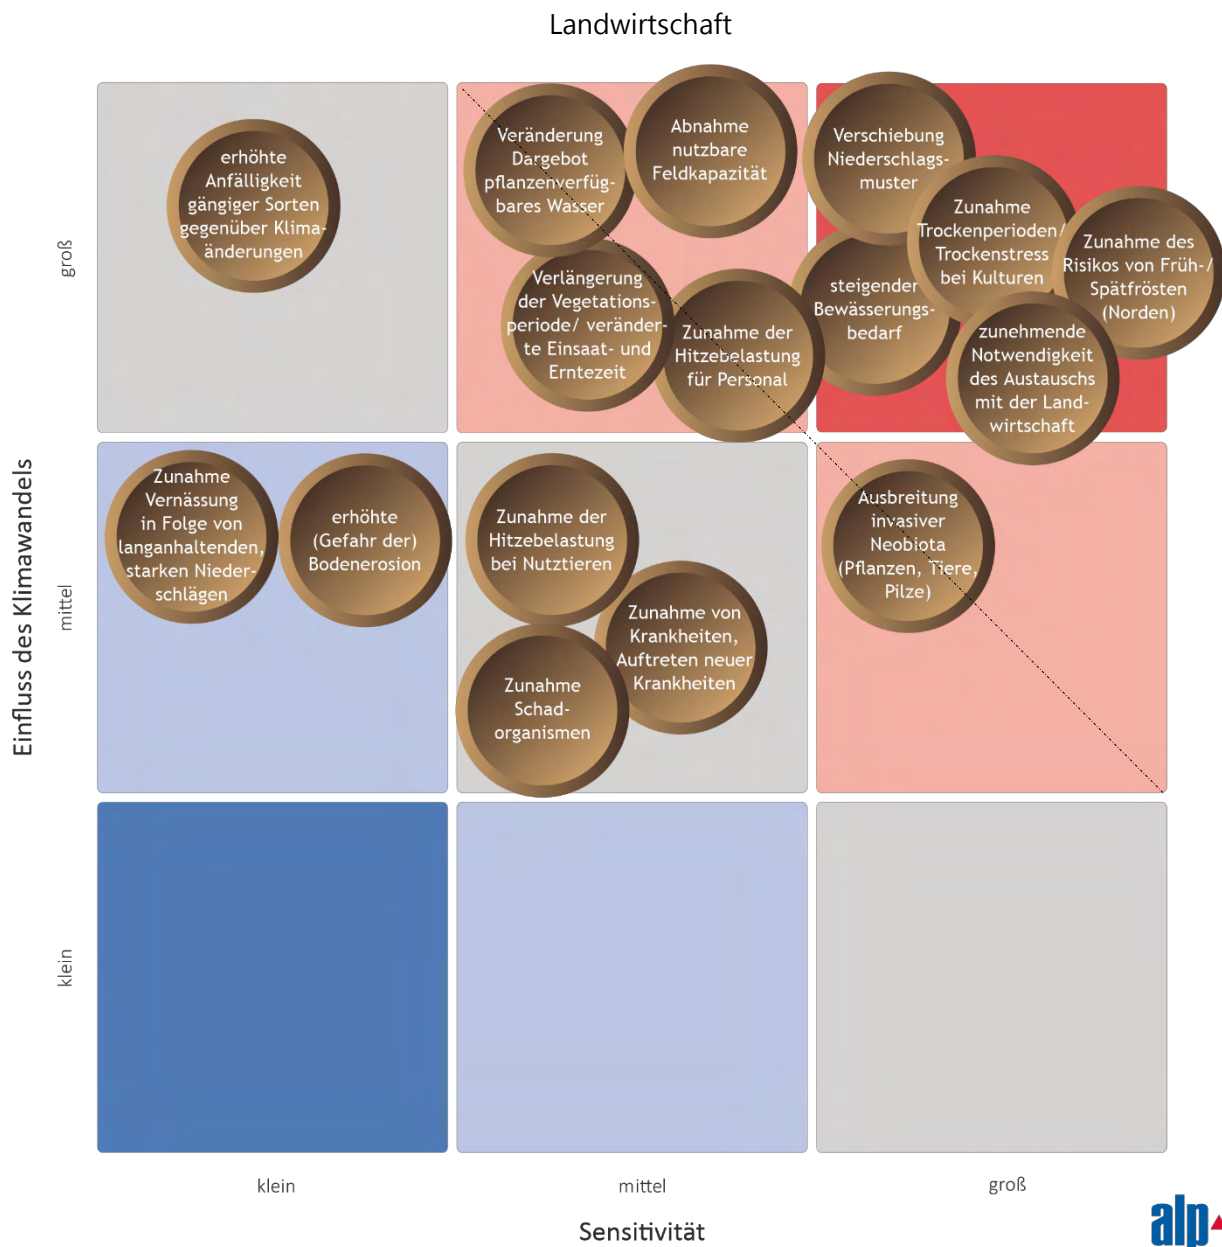 Landwirtschaft
Einfluss des Klimawandels
groß
mittel
klein
erhöhte
Anfälligkeit
gängiger Sorten
gegenüber Klima-
änderungen
Veränderung
Dargebot
pflanzenverfüg-
bares Wasser
Abnahme
nutzbare
Feldkapazität
Verschiebung
Niederschlags-
muster
Zunahme
Trockenperioden/
Trockenstress
bei Kulturen
Zunahme des
Risikos von Früh-/
Spätfrösten
(Norden)
Verlängerung
der Vegetations-
periode/ veränder-
te Einsaat- und
Erntezeit
Zunahme der
Hitzebelastung
für Personal
steigender
Bewässerungs-
bedarf
zunehmende
Notwendigkeit
des Austauschs
mit der Land-
wirtschaft
Zunahme
Vernässung
in Folge von
langanhaltenden,
starken Nieder-
schlägen
erhöhte
(Gefahr der)
Bodenerosion
Zunahme der
Hitzebelastung
bei Nutztieren
Zunahme von
Krankheiten,
Auftreten neuer
Krankheiten
Zunahme
Schad-
organismen
Ausbreitung
invasiver
Neobiota
(Pflanzen, Tiere,
Pilze)
klein
mittel
groß
Sensitivität
alp